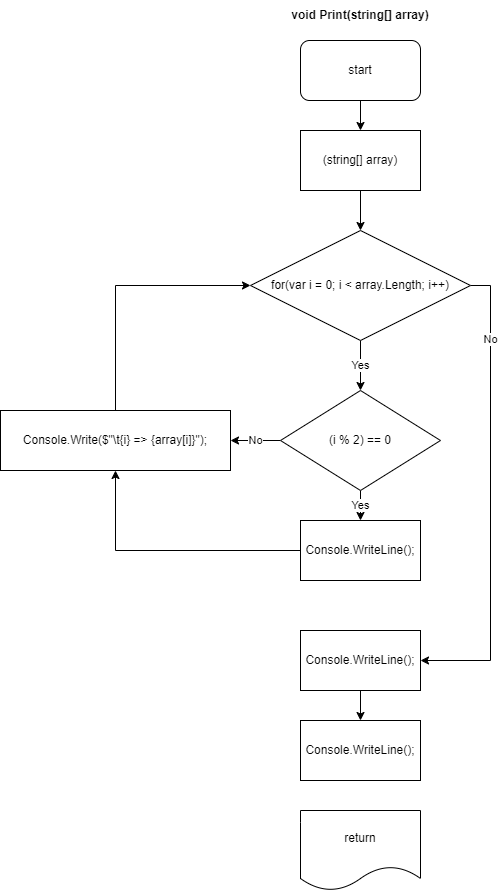 void Print(string[] array)
start
(string[] array)
for(var i = 0; i < array.Length; i++)
No
Yes
Console.Write($"\t{i} => {array[i]}");
No
(i % 2) == 0
Yes
Console.WriteLine();
Console.WriteLine();
Console.WriteLine();
return